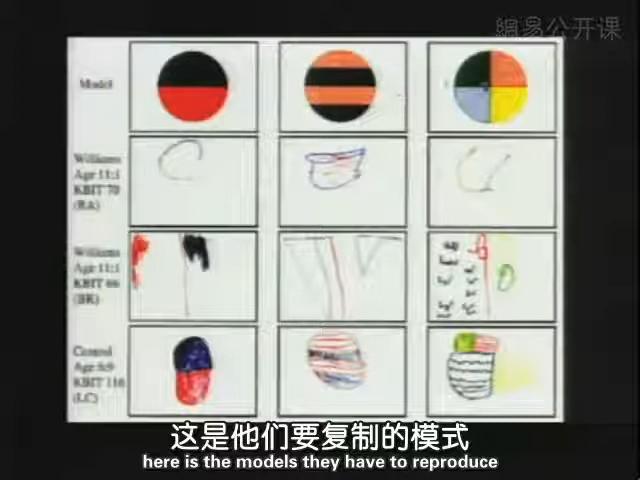 網易公开课
Model
Williams
Age 11;1
KBIT 70
(RA)
Williams
Age 11;1
KBIT 66
(BR)
Control
Age 6;9
KBIT 116
(LC)
这是他们要复制的模式
here is the models they have to reproduce